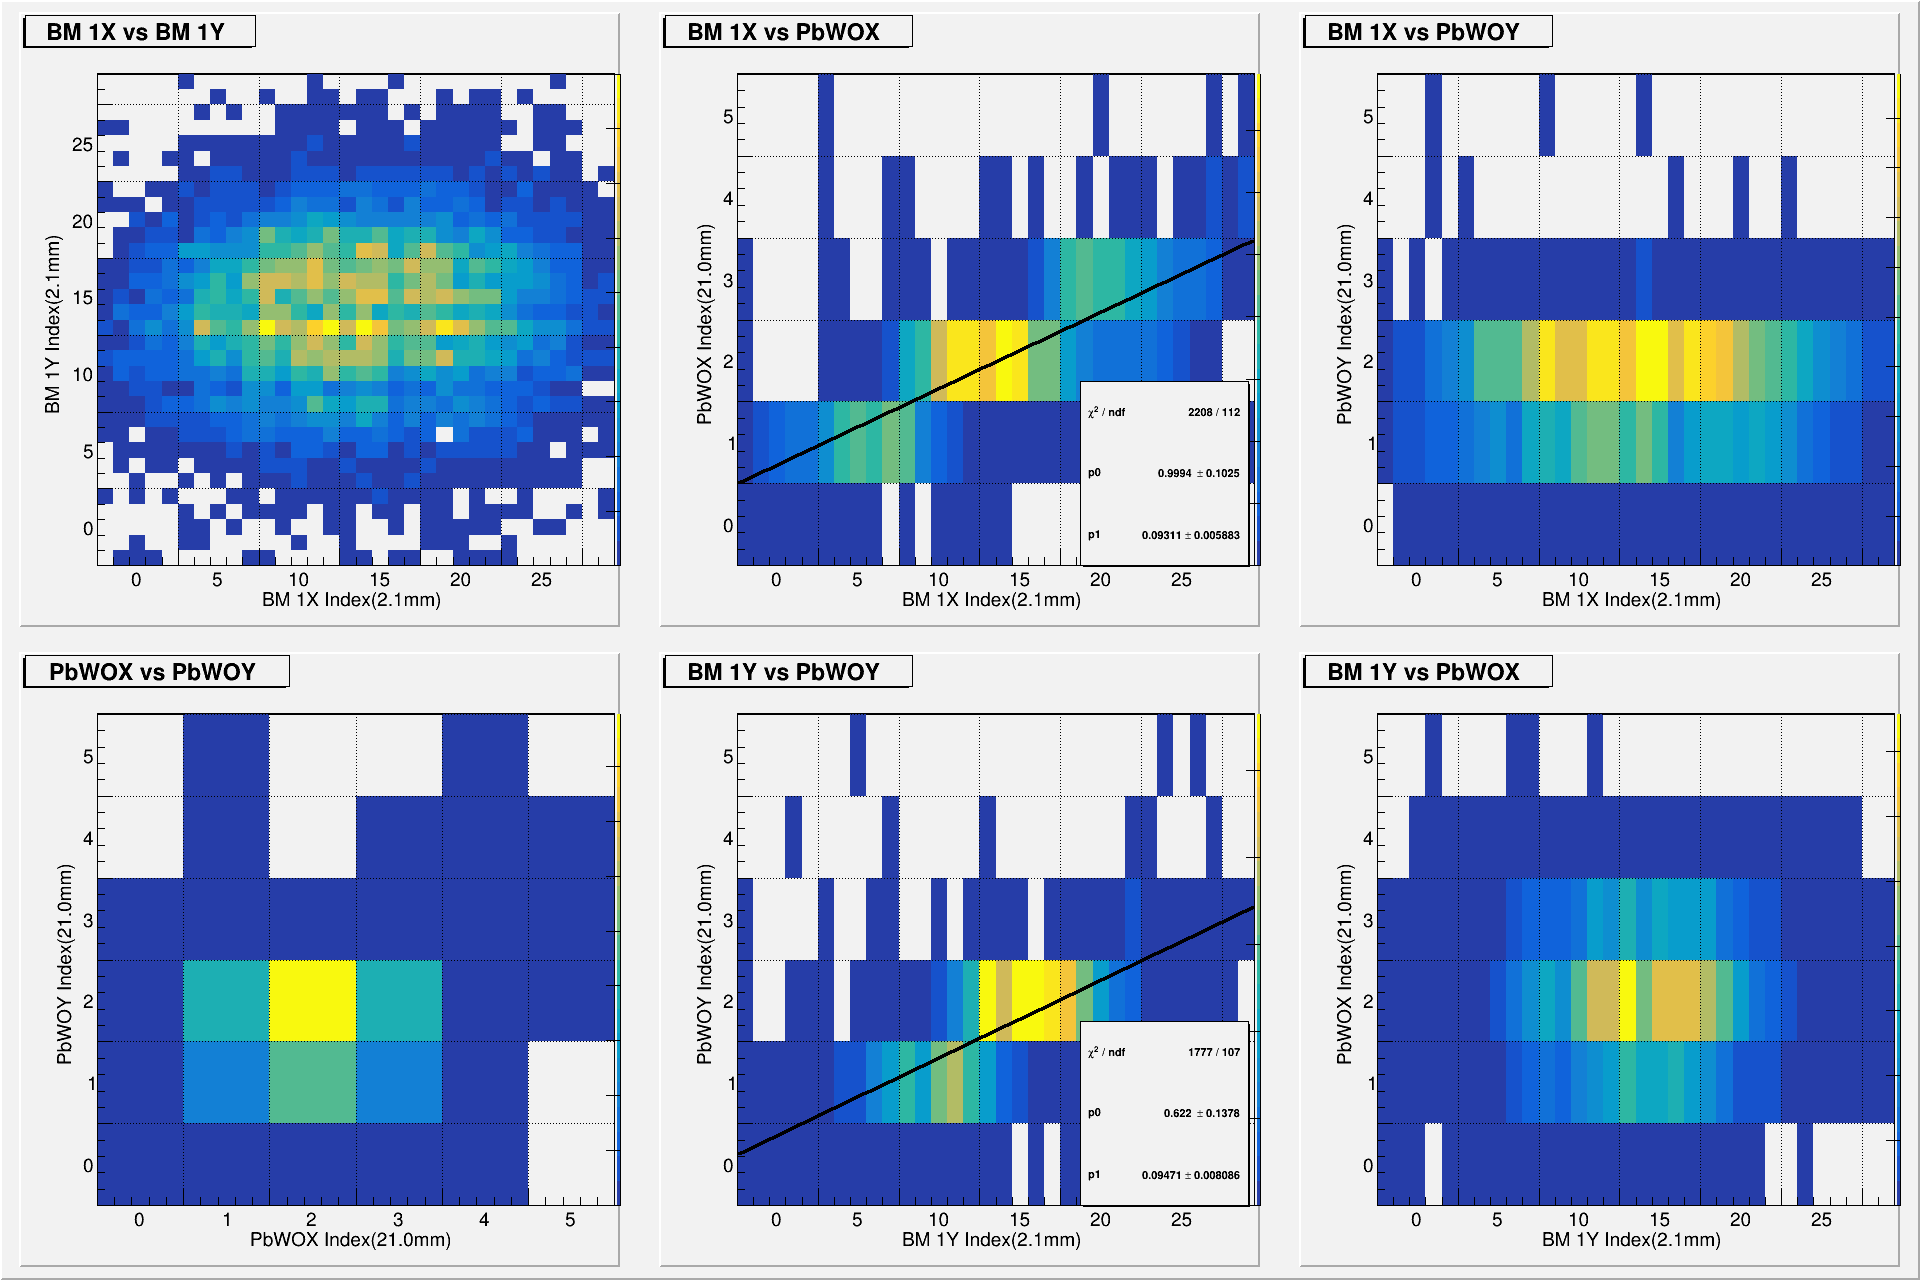 BM 1X vs BM 1Y
BM 1Y Index(2.1mm)
25
20
15
10
5
0
0 5 10 15 20 25
BM 1X Index(2.1mm)
BM 1X vs PbWOX
PbWOX Index(21.0mm)
5
4
3
2
1
0
χ² / ndf 2208 / 112
p0 0.9994 ± 0.1025
p1 0.09311 ± 0.005883
0 5 10 15 20 25
BM 1X Index(2.1mm)
BM 1X vs PbWOY
PbWOY Index(21.0mm)
5
4
3
2
1
0
0 5 10 15 20 25
BM 1X Index(2.1mm)
PbWOX vs PbWOY
PbWOY Index(21.0mm)
5
4
3
2
1
0
0 1 2 3 4 5
PbWOX Index(21.0mm)
BM 1Y vs PbWOY
PbWOY Index(21.0mm)
5
4
3
2
1
0
χ² / ndf 1777 / 107
p0 0.622 ± 0.1378
p1 0.09471 ± 0.008086
0 5 10 15 20 25
BM 1Y Index(2.1mm)
BM 1Y vs PbWOX
PbWOX Index(21.0mm)
5
4
3
2
1
0
0 5 10 15 20 25
BM 1Y Index(2.1mm)